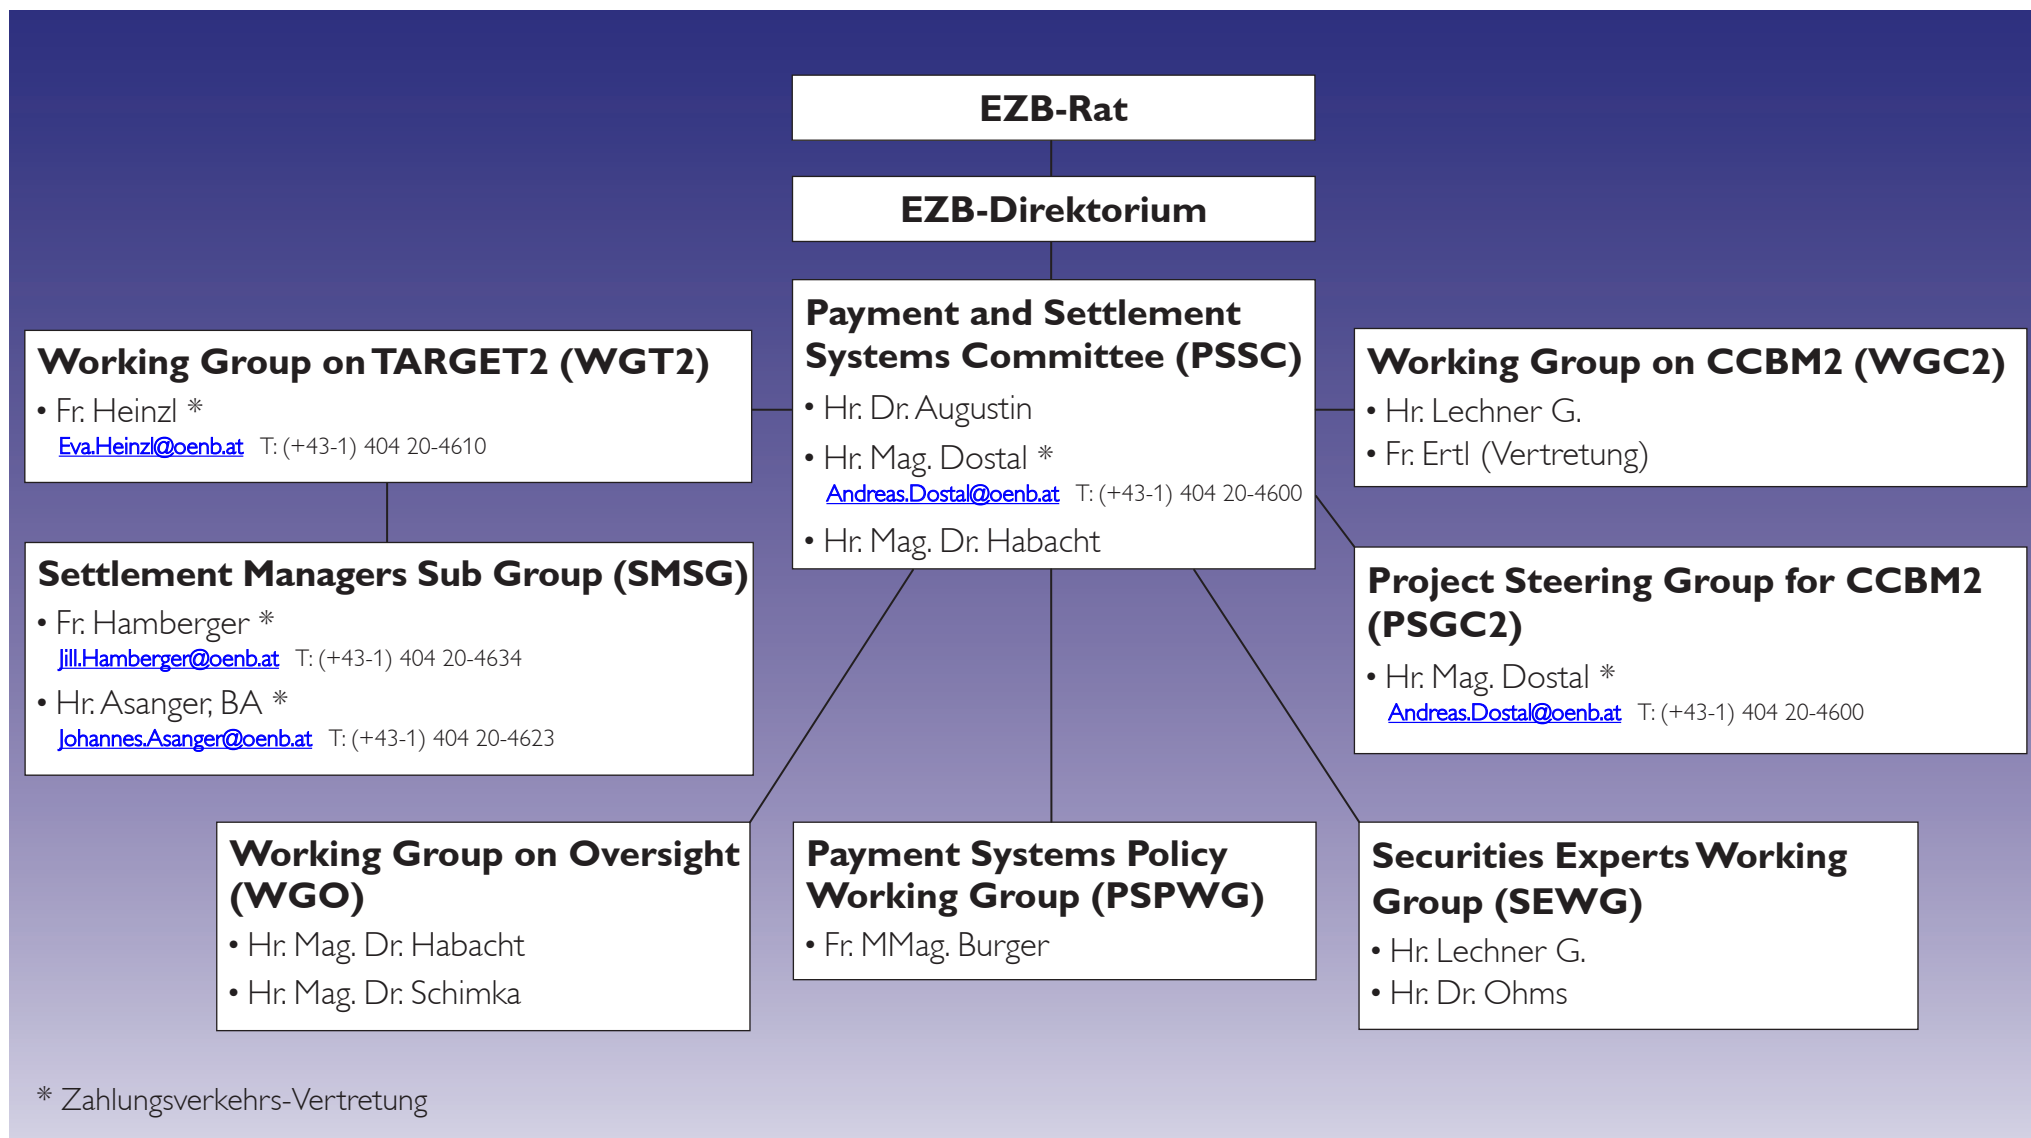 EZB-Rat
EZB-Direktorium
Payment and Settlement
Systems Committee (PSSC)
• Hr. Dr. Augustin
• Hr. Mag. Dostal *
Andreas.Dostal@oenb.at T: (+43-1) 404 20-4600
• Hr. Mag. Dr. Habacht
Working Group on TARGET2 (WGT2)
• Fr. Heinzl *
Eva.Heinzl@oenb.at T: (+43-1) 404 20-4610
Settlement Managers Sub Group (SMSG)
• Fr. Hamberger *
Jill.Hamberger@oenb.at T: (+43-1) 404 20-4634
• Hr. Asanger, BA *
Johannes.Asanger@oenb.at T: (+43-1) 404 20-4623
Working Group on CCBM2 (WGC2)
• Hr. Lechner G.
• Fr. Ertl (Vertretung)
Project Steering Group for CCBM2
(PSGC2)
• Hr. Mag. Dostal *
Andreas.Dostal@oenb.at T: (+43-1) 404 20-4600
Working Group on Oversight
(WGO)
• Hr. Mag. Dr. Habacht
• Hr. Mag. Dr. Schimka
Payment Systems Policy
Working Group (PSPWG)
• Fr. MMag. Burger
Securities Experts Working
Group (SEWG)
• Hr. Lechner G.
• Hr. Dr. Ohms
* Zahlungsverkehrs-Vertretung